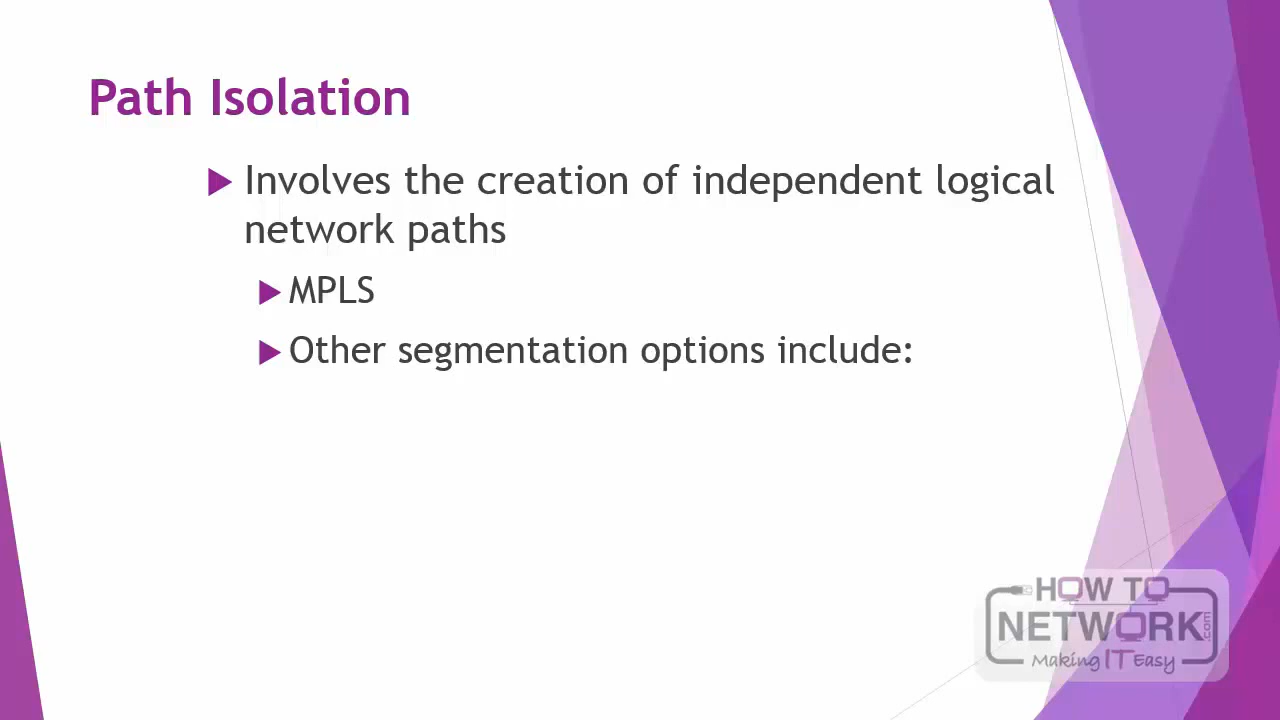 Path Isolation
Involves the creation of independent logical
network paths
MPLS
Other segmentation options include:
HOW TO
NETWORK.com
Making IT Easy